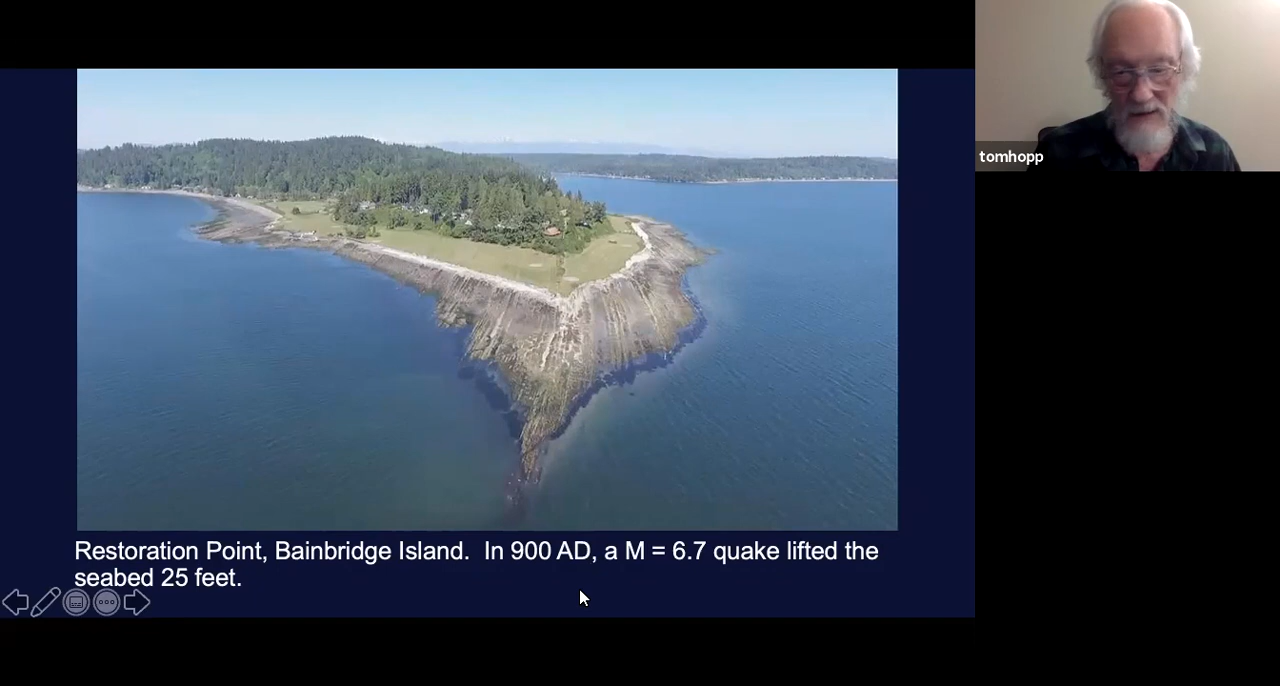 tomhopp
Restoration Point, Bainbridge Island.  In 900 AD, a M = 6.7 quake lifted the
seabed 25 feet.